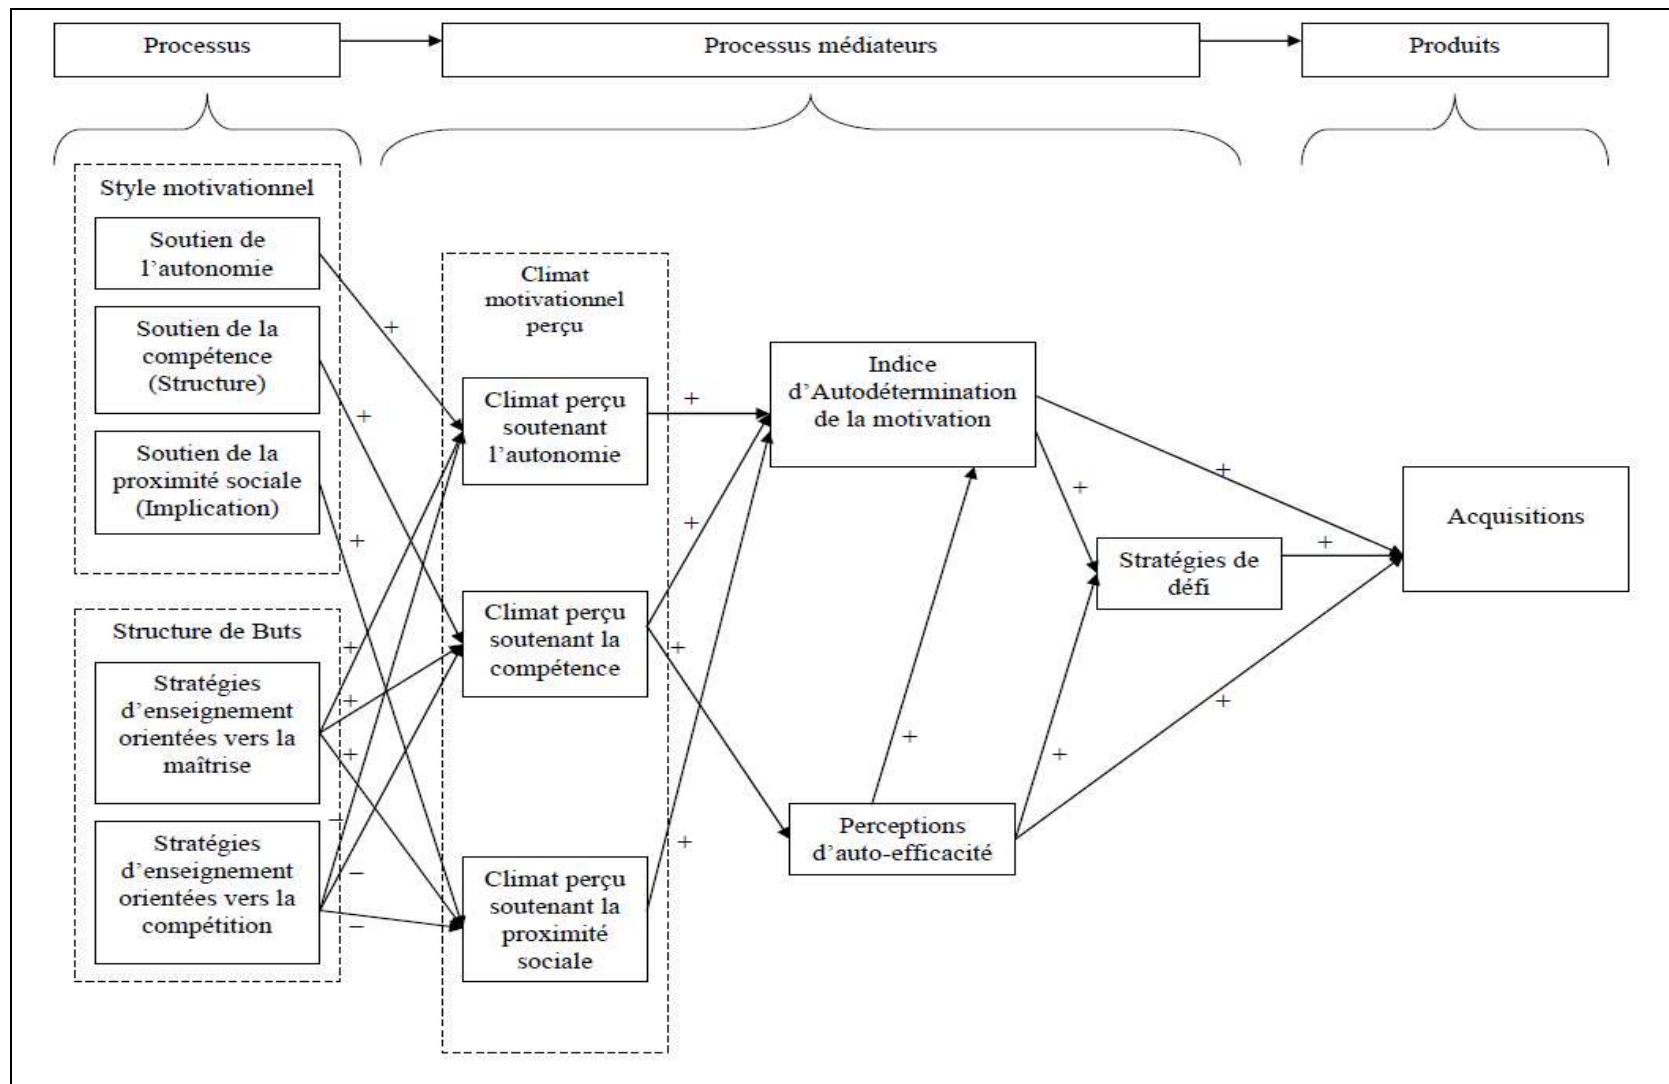 Processus
Processus médiateurs
Produits
Style motivationnel
Soutien de
l'autonomie
Soutien de la
compétence
(Structure)
Soutien de la
proximité sociale
(Implication)
Structure de Buts
Stratégies
d'enseignement
orientées vers la
maîtrise
Stratégies
d'enseignement
orientées vers la
compétition
+
+
+
+
+
+
–
–
–
Climat
motivationnel
perçu
Climat perçu
soutenant
l'autonomie
Climat perçu
soutenant la
compétence
Climat perçu
soutenant la
proximité
sociale
+
+
+
+
Indice
d'Autodétermination
de la motivation
+
Perceptions
d'auto-efficacité
+
+
+
+
Stratégies de
défi
+
Acquisitions